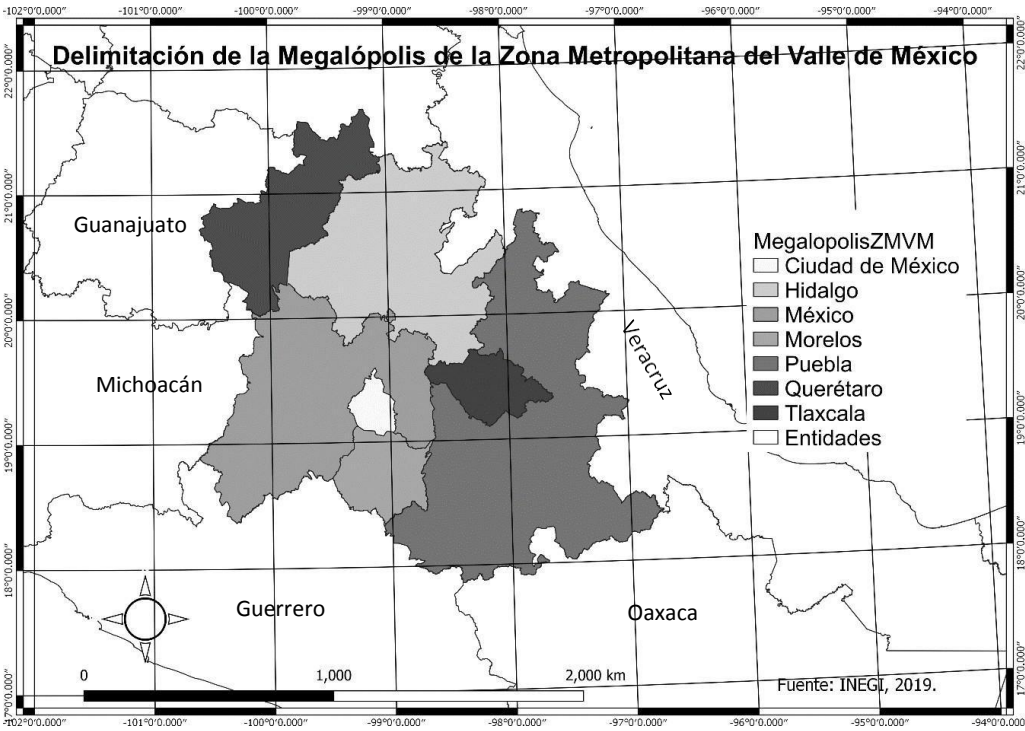 -102°0'0.000" -101°0'0.000" -100°0'0.000" -99°0'0.000" -98°0'0.000" -97°0'0.000" -96°0'0.000" -95°0'0.000" -94°0'0.000"
Delimitación de la Megalópolis de la Zona Metropolitana del Valle de México
22°0'0.000" 22°0'0.000"
21°0'0.000" 21°0'0.000"
Guanajuato
MegalopolisZMVM
Ciudad de México
Hidalgo
México
Morelos
Puebla
Querétaro
Tlaxcala
Entidades
20°0'0.000" 20°0'0.000"
Veracruz
Michoacán
19°0'0.000" 19°0'0.000"
18°0'0.000" 18°0'0.000"
Guerrero
Oaxaca
0 1,000 2,000 km
Fuente: INEGI, 2019.
17°0'0.000" 17°0'0.000"
-102°0'0.000" -101°0'0.000" -100°0'0.000" -99°0'0.000" -98°0'0.000" -97°0'0.000" -96°0'0.000" -95°0'0.000" -94°0'0.000"